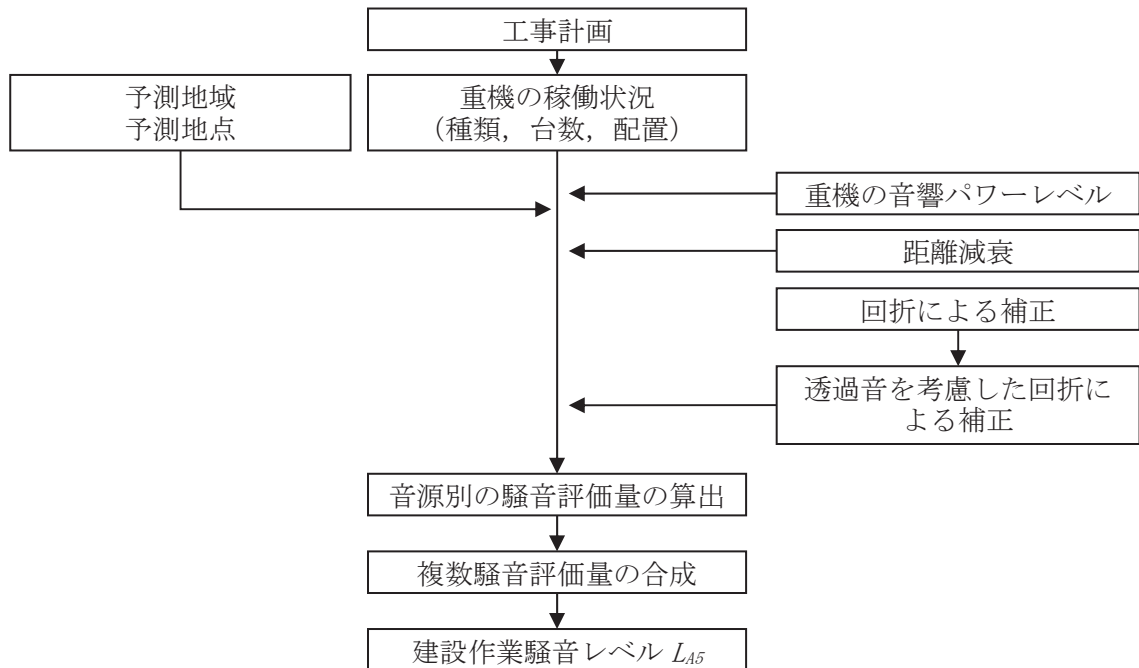 工事計画
予測地域
予測地点
重機の稼働状況
（種類，台数，配置）
重機の音響パワーレベル
距離減衰
回折による補正
透過音を考慮した回折に
よる補正
音源別の騒音評価量の算出
複数騒音評価量の合成
建設作業騒音レベル LA5